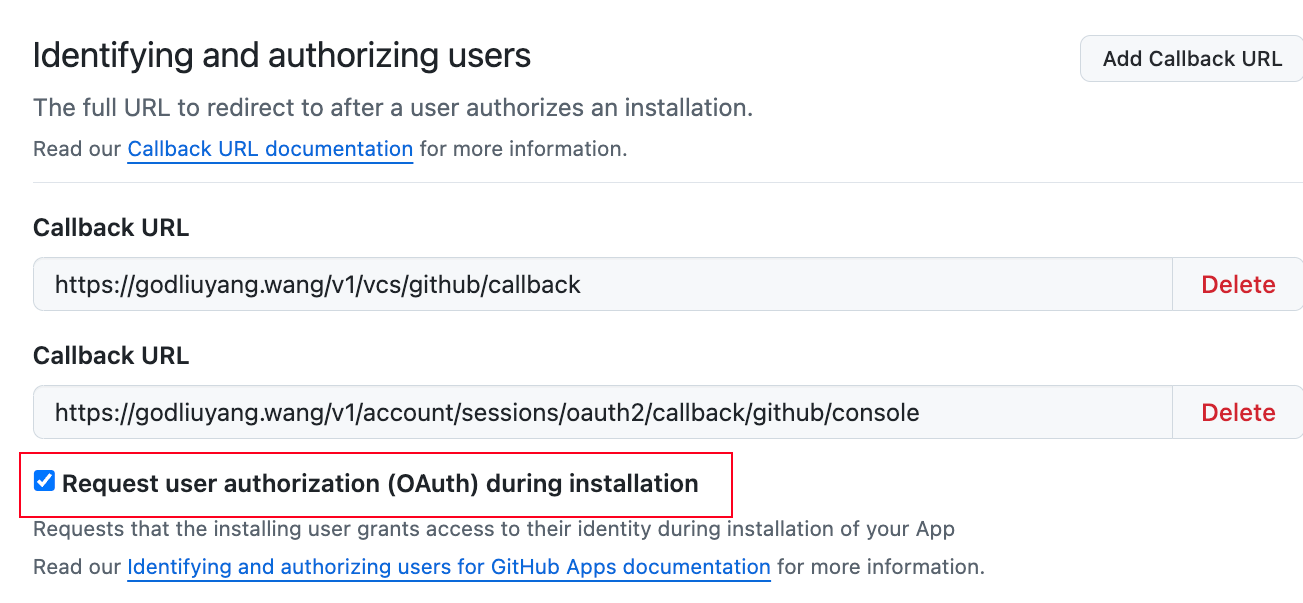 Identifying and authorizing users
Add Callback URL
The full URL to redirect to after a user authorizes an installation.
Read our Callback URL documentation for more information.
Callback URL
https://godliuyang.wang/v1/vcs/github/callback
Delete
Callback URL
https://godliuyang.wang/v1/account/sessions/oauth2/callback/github/console
Delete
Request user authorization (OAuth) during installation
Requests that the installing user grants access to their identity during installation of your App
Read our Identifying and authorizing users for GitHub Apps documentation for more information.